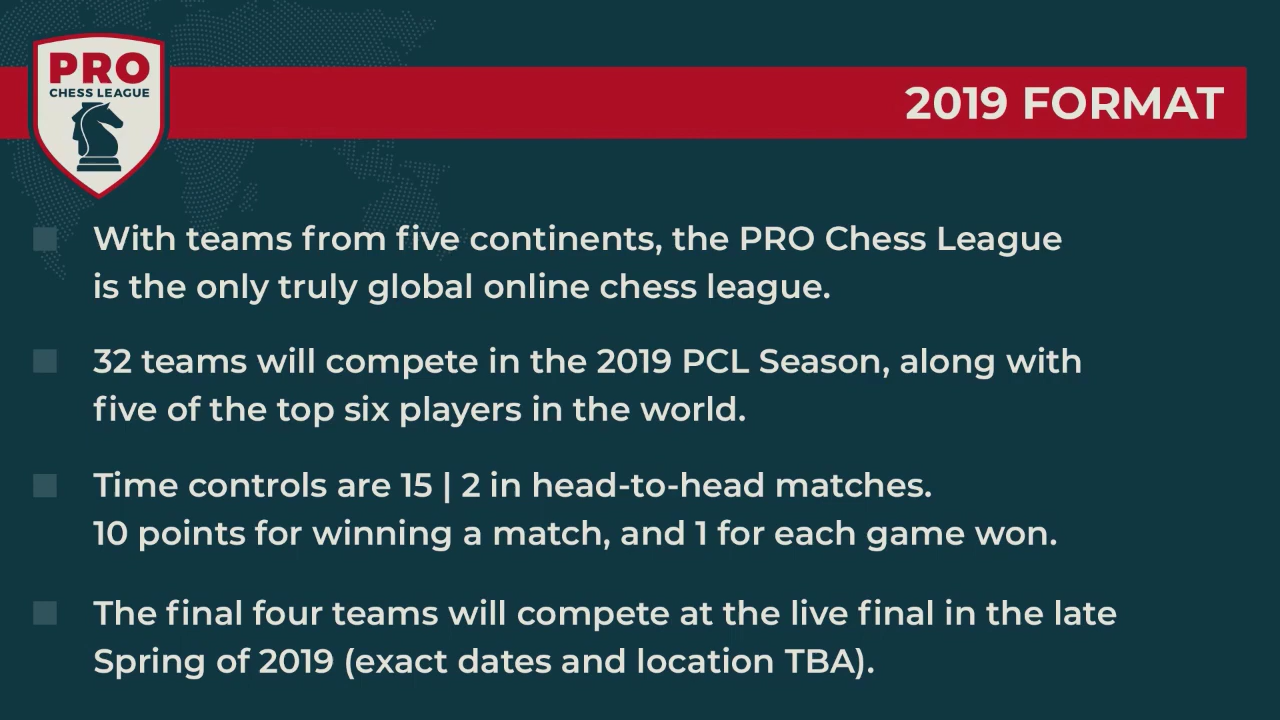 PRO
CHESS LEAGUE
2019 FORMAT
With teams from five continents, the PRO Chess League
is the only truly global online chess league.
32 teams will compete in the 2019 PCL Season, along with
five of the top six players in the world.
Time controls are 15 | 2 in head-to-head matches.
10 points for winning a match, and 1 for each game won.
The final four teams will compete at the live final in the late
Spring of 2019 (exact dates and location TBA).